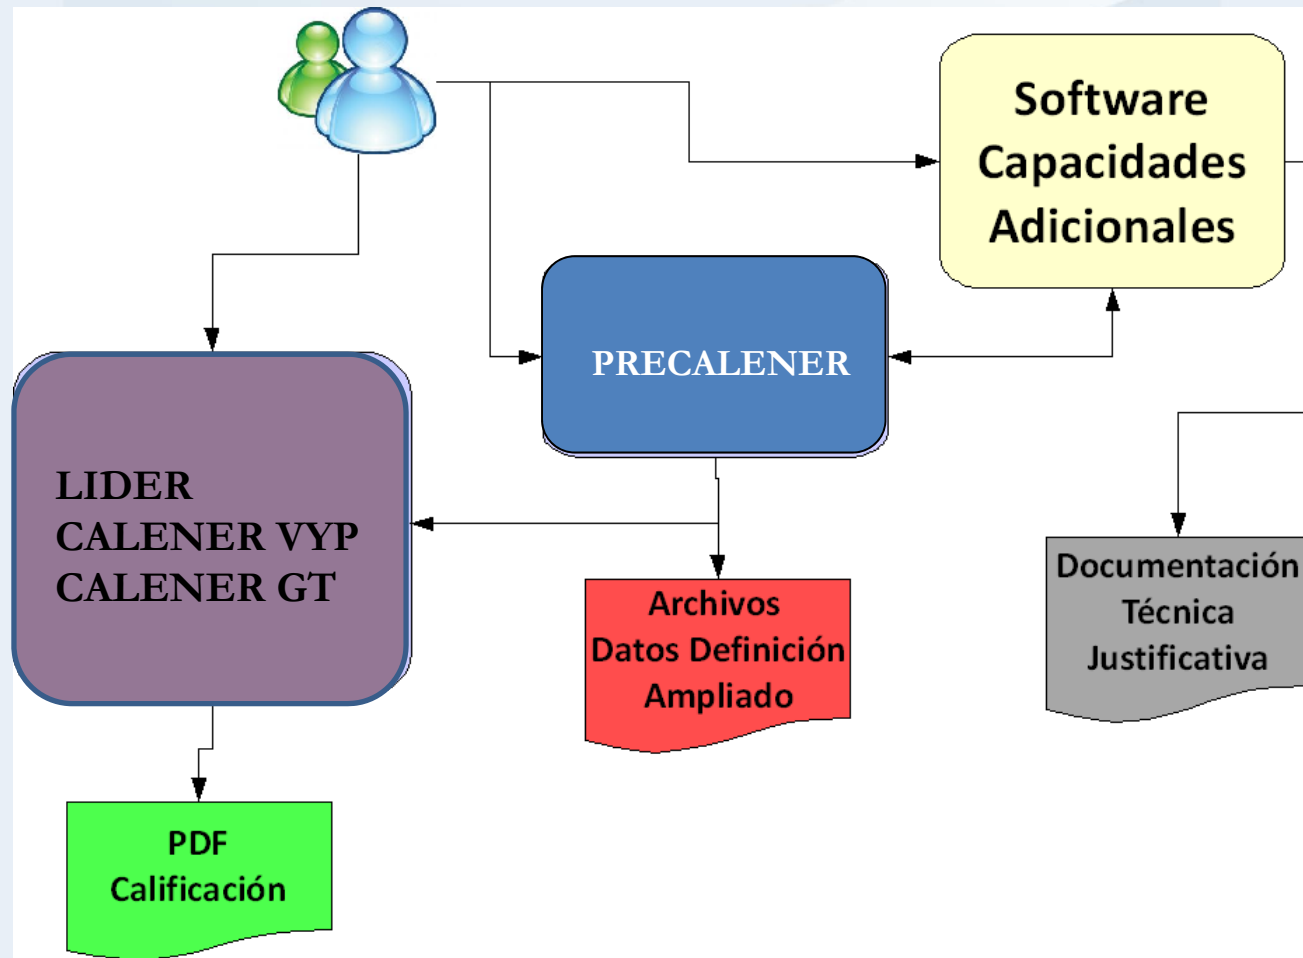 Software
Capacidades
Adicionales
PRECALENER
LIDER
CALENER VYP
CALENER GT
Archivos
Datos Definición
Ampliado
Documentación
Técnica
Justificativa
PDF
Calificación